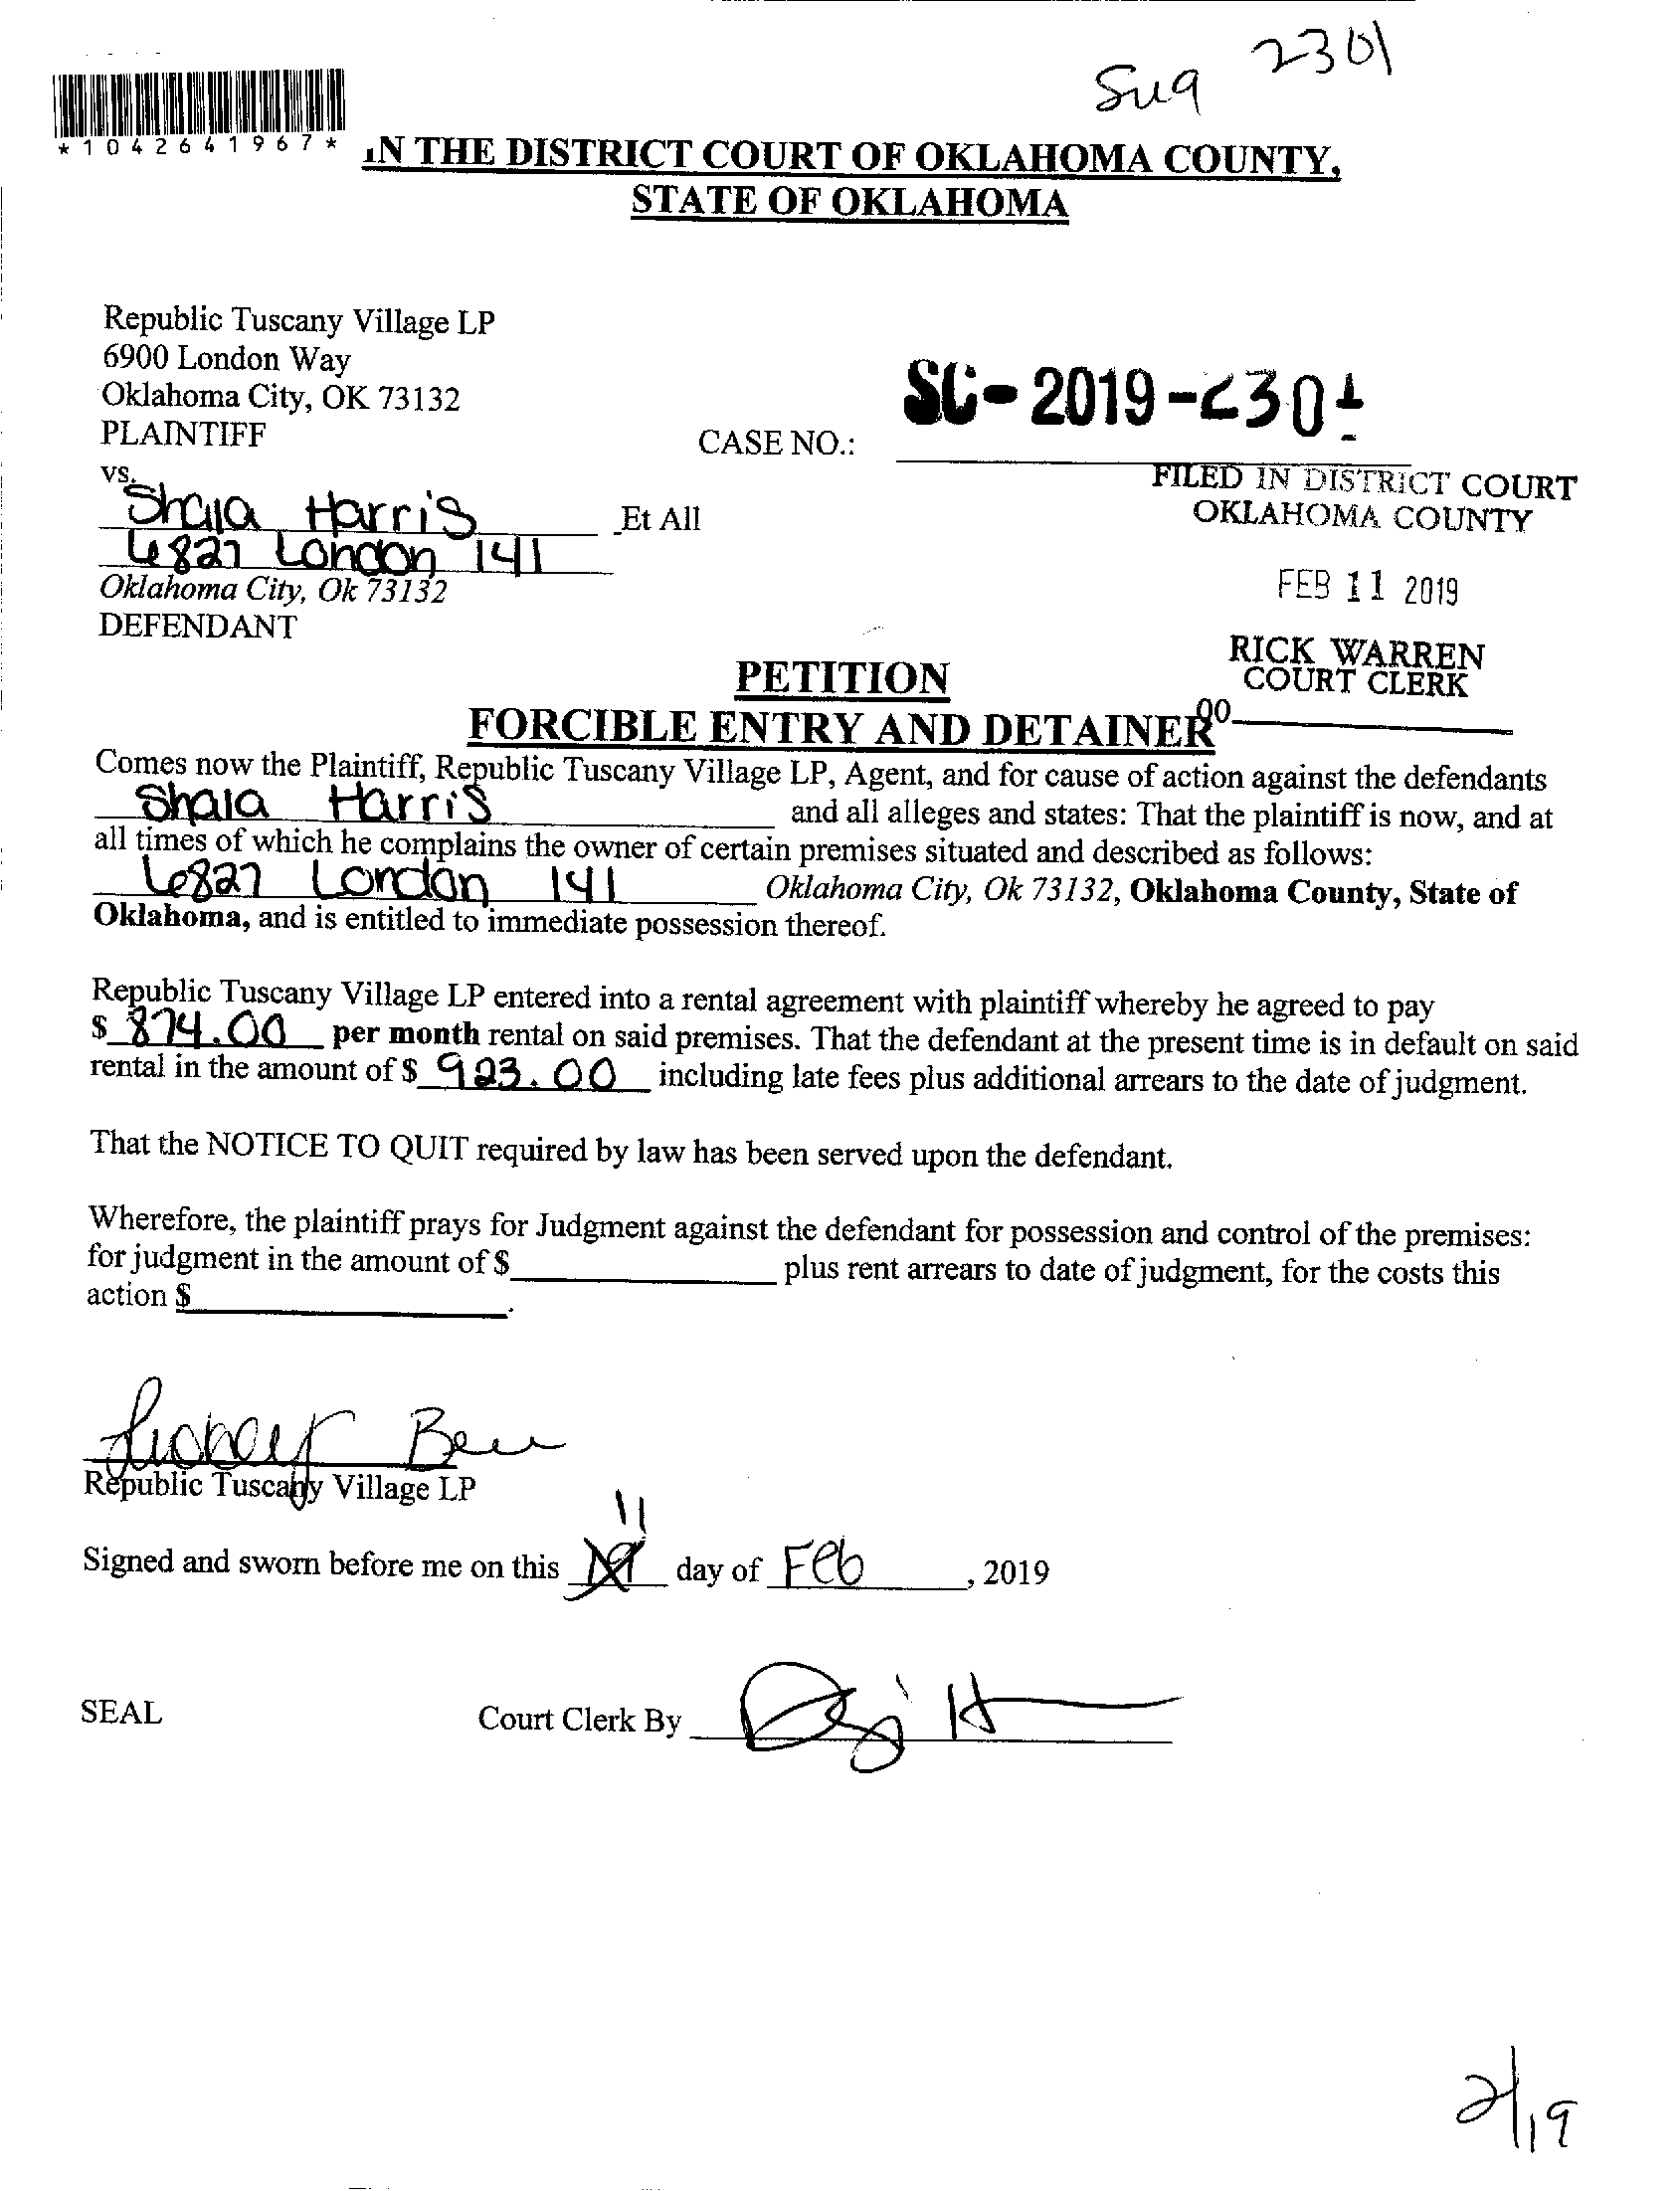 2301
*1042641967*
IN THE DISTRICT COURT OF OKLAHOMA COUNTY,
STATE OF OKLAHOMA
Republic Tuscany Village LP
6900 London Way
Oklahoma City, OK 73132
PLAINTIFF
SC-2019-2301
CASE NO.:
vs.
FILED IN DISTRICT COURT
OKLAHOMA COUNTY
Harris Et All
6827 London 141
Oklahoma City, Ok 73132
FEB 11 2019
DEFENDANT
RICK WARREN
COURT CLERK
PETITION
FORCIBLE ENTRY AND DETAINER
Comes now the Plaintiff, Republic Tuscany Village LP, Agent, and for cause of action against the defendants
Shala Harris and all alleges and states: That the plaintiff is now, and at
all times of which he complains the owner of certain premises situated and described as follows:
6827 London 141 Oklahoma City, Ok 73132, Oklahoma County, State of
Oklahoma, and is entitled to immediate possession thereof.
Republic Tuscany Village LP entered into a rental agreement with plaintiff whereby he agreed to pay
$ 874.00 per month rental on said premises. That the defendant at the present time is in default on said
rental in the amount of $ 923.00 including late fees plus additional arrears to the date of judgment.
That the NOTICE TO QUIT required by law has been served upon the defendant.
Wherefore, the plaintiff prays for Judgment against the defendant for possession and control of the premises:
for judgment in the amount of $ plus rent arrears to date of judgment, for the costs this
action $ .
Republic Tuscany Village LP
11
Signed and sworn before me on this day of Feb , 2019
SEAL Court Clerk By
2/19